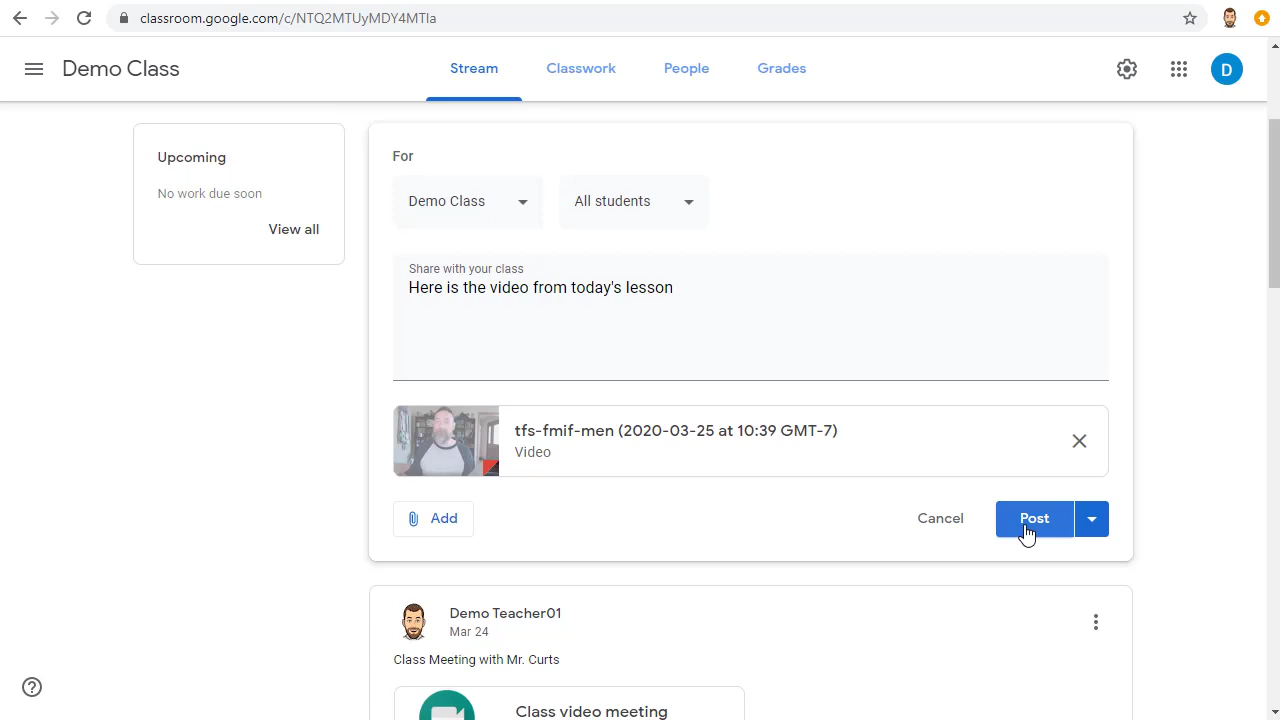 classroom.google.com/c/NTQ2MTUyMDY4MTIa
Demo Class
Stream
Classwork
People
Grades
D
Upcoming
No work due soon
View all
For
Demo Class
All students
Share with your class
Here is the video from today's lesson
tfs-fmif-men (2020-03-25 at 10:39 GMT-7)
Video
Add
Cancel
Post
Demo Teacher01
Mar 24
Class Meeting with Mr. Curts
Class video meeting